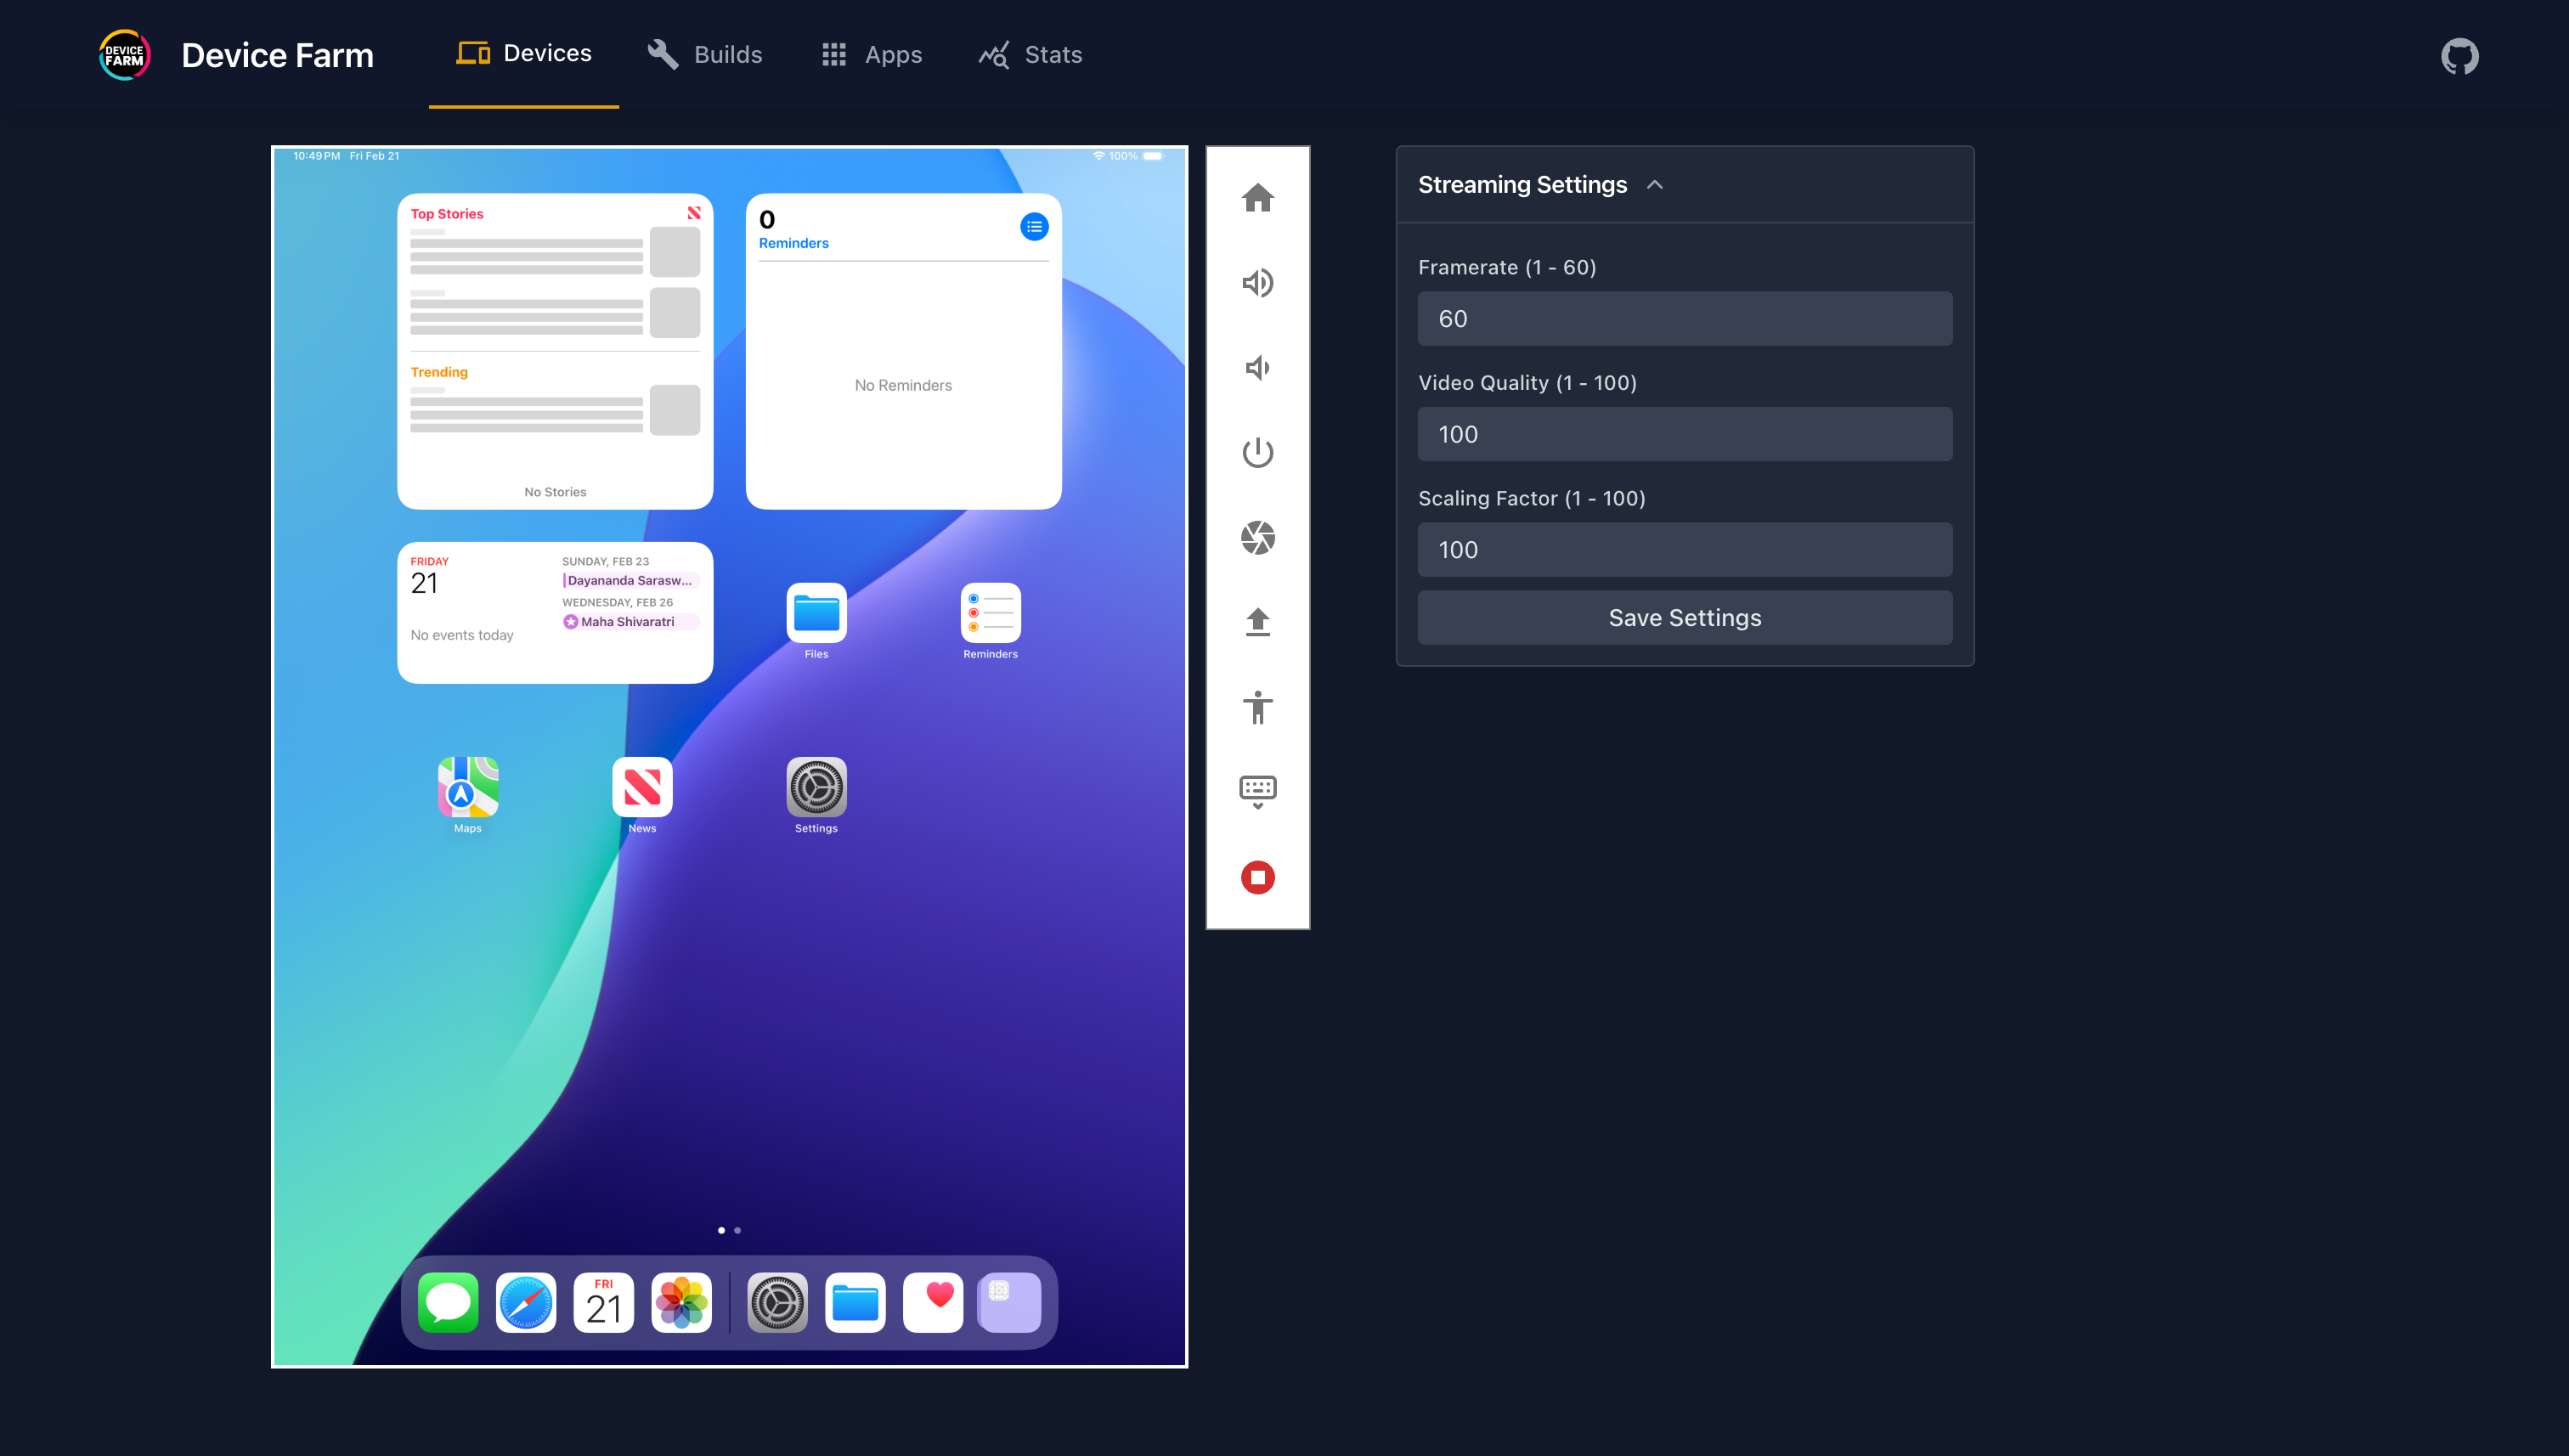 DEVICE
FARM
Device Farm
Devices
Builds
Apps
Stats
10:49 PM Fri Feb 21
100%
Top Stories
No Stories
Trending
0
Reminders
No Reminders
FRIDAY
21
No events today
SUNDAY, FEB 23
Dayananda Sarasw...
WEDNESDAY, FEB 26
Maha Shivaratri
Files
Reminders
Maps
News
Settings
FRI
21
Streaming Settings
Framerate (1 - 60)
60
Video Quality (1 - 100)
100
Scaling Factor (1 - 100)
100
Save Settings